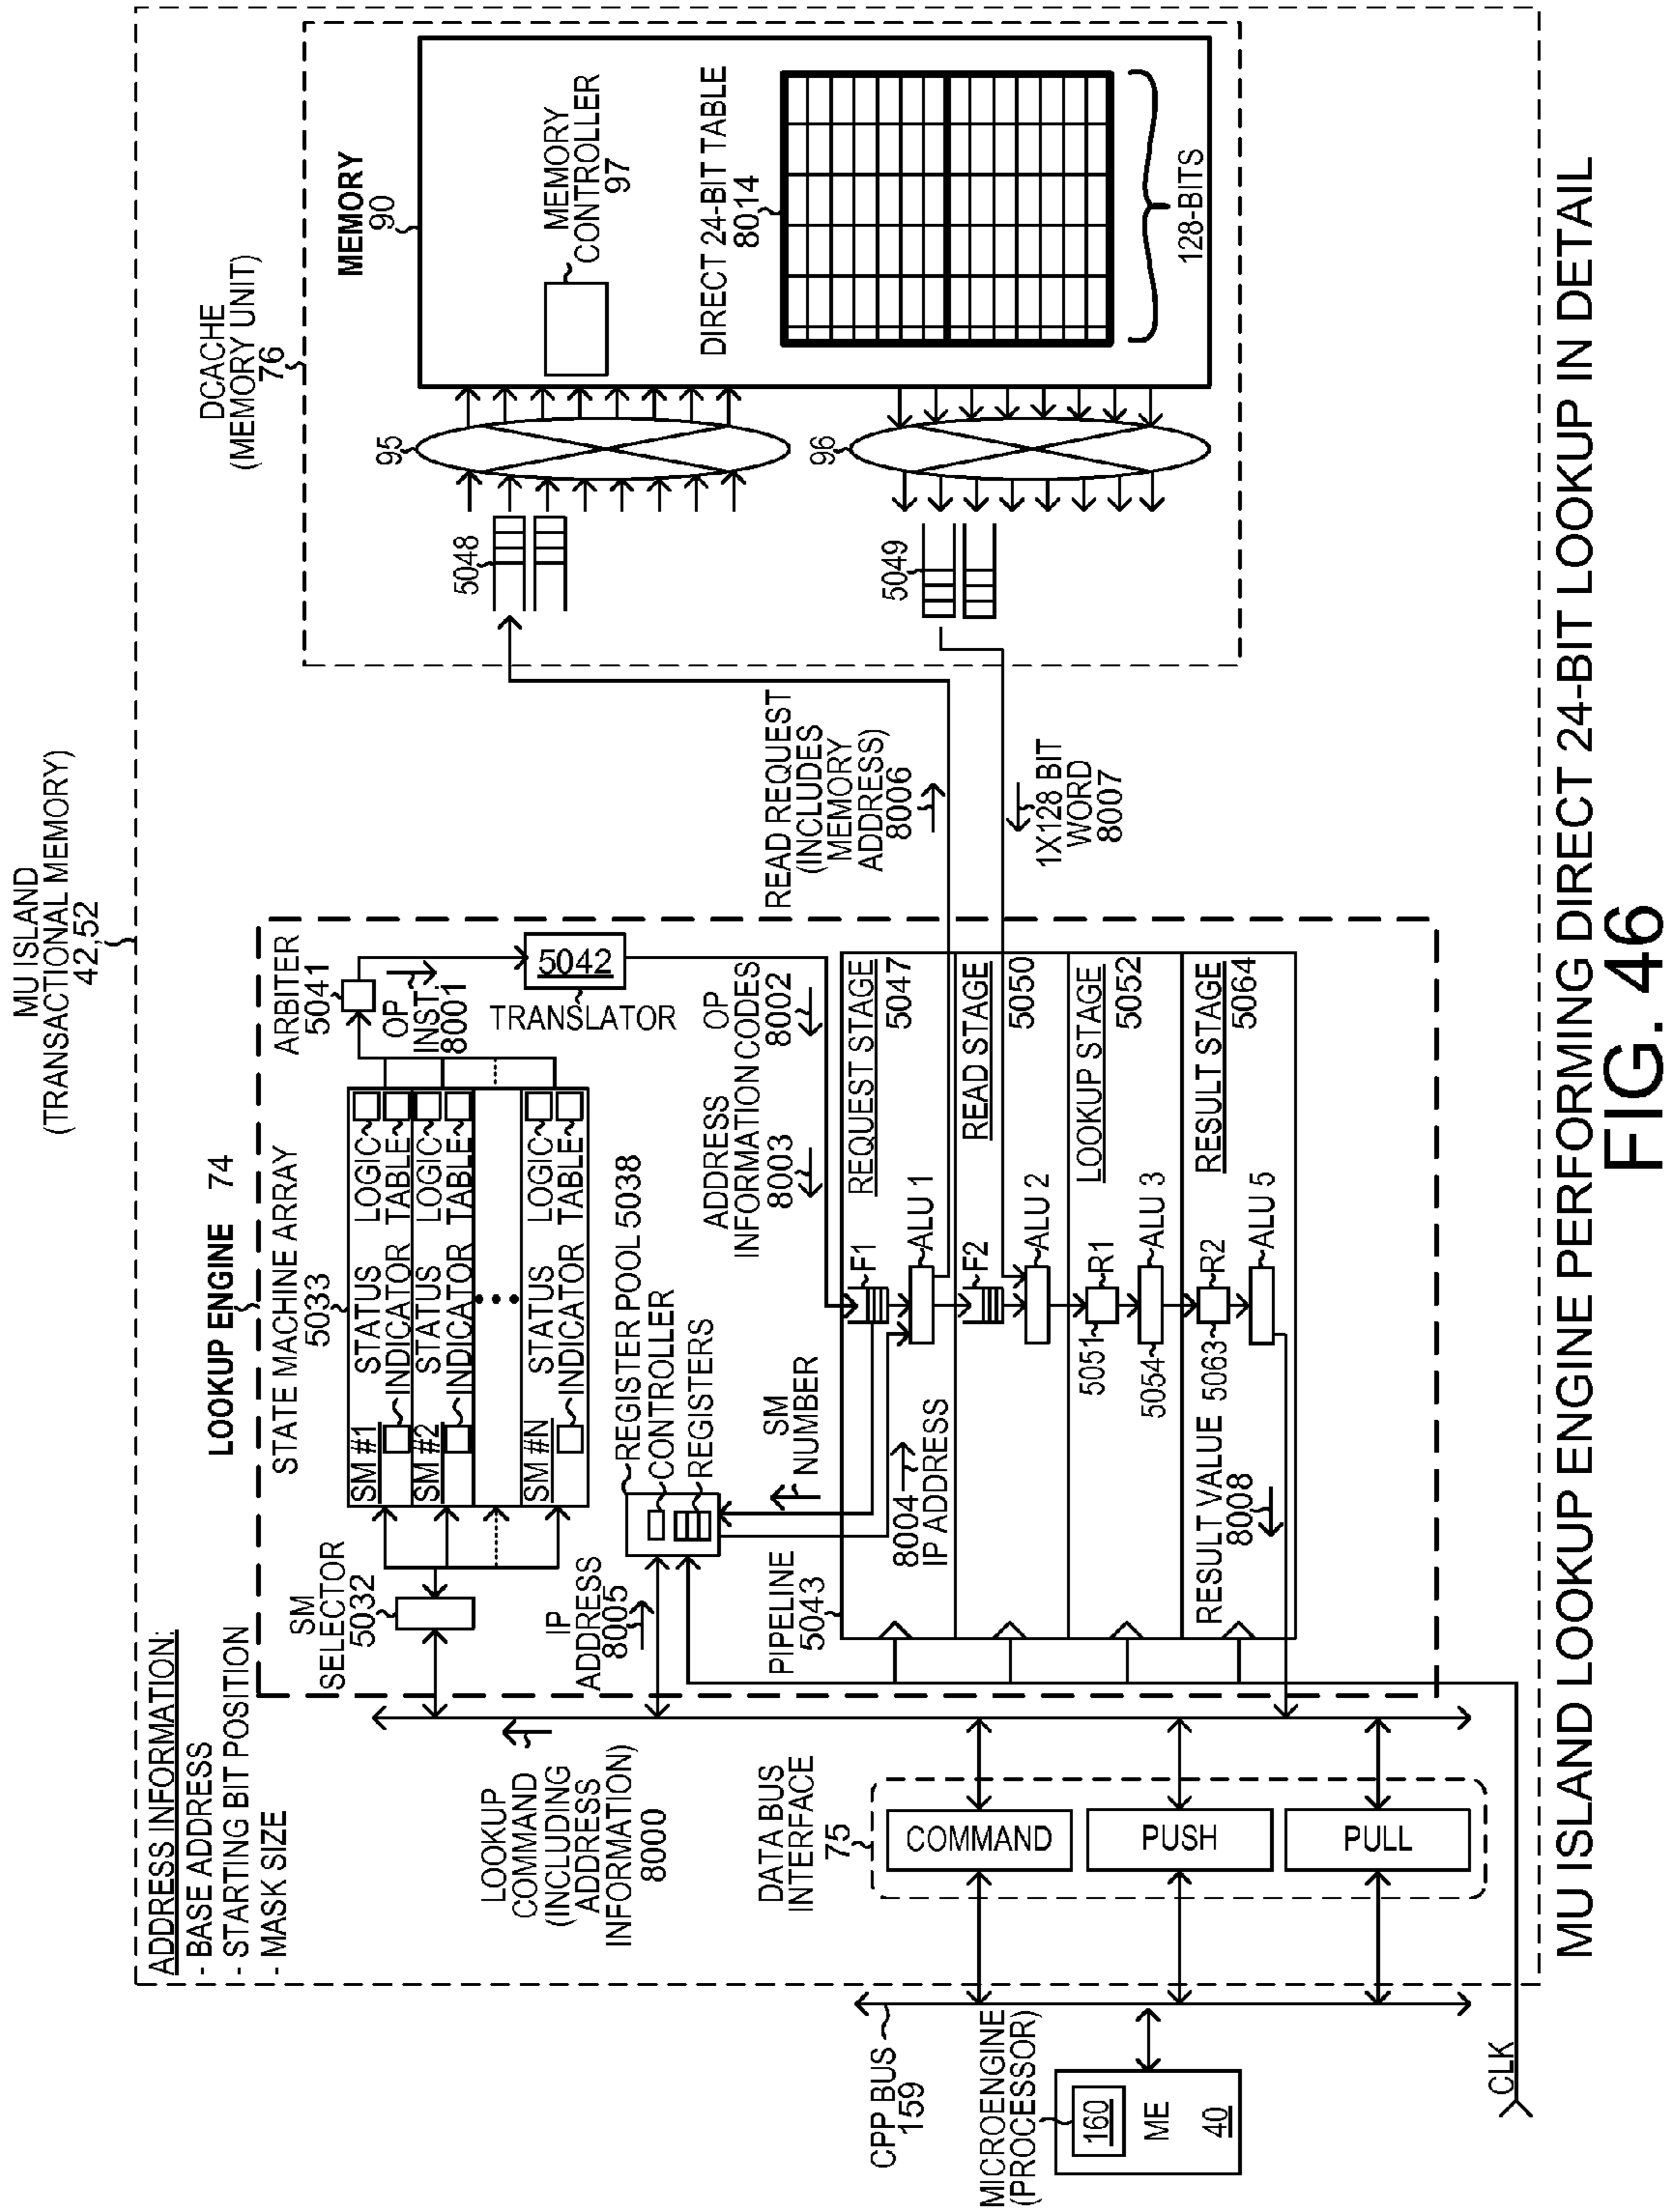 MU ISLAND
(TRANSACTIONAL MEMORY)
42,52
ADDRESS INFORMATION:
- BASE ADDRESS
- STARTING BIT POSITION
- MASK SIZE
LOOKUP ENGINE 74
SM
SELECTOR
5032
STATE MACHINE ARRAY
5033
SM #1
STATUS
INDICATOR
LOGIC
TABLE
SM #2
STATUS
INDICATOR
LOGIC
TABLE
SM #N
STATUS
INDICATOR
LOGIC
TABLE
ARBITER
5041
OP
INST.
8001
5042
TRANSLATOR
LOOKUP
COMMAND
(INCLUDING
ADDRESS
INFORMATION)
8000
IP
ADDRESS
8005
REGISTER POOL 5038
CONTROLLER
REGISTERS
SM
NUMBER
ADDRESS
INFORMATION
8003
OP
CODES
8002
PIPELINE
5043
8004
IP ADDRESS
F1
ALU 1
REQUEST STAGE
5047
F2
ALU 2
READ STAGE
5050
5051
R1
5054
ALU 3
LOOKUP STAGE
5052
RESULT VALUE
8008
5063
R2
ALU 5
RESULT STAGE
5064
READ REQUEST
(INCLUDES
MEMORY
ADDRESS)
8006
1X128 BIT
WORD
8007
DCACHE
(MEMORY UNIT)
76
95
5048
96
5049
MEMORY
90
MEMORY
CONTROLLER
97
DIRECT 24-BIT TABLE
8014
128-BITS
DATA BUS
INTERFACE
75
COMMAND
PUSH
PULL
CPP BUS
159
MICROENGINE
(PROCESSOR)
160
ME
40
CLK
MU ISLAND LOOKUP ENGINE PERFORMING DIRECT 24-BIT LOOKUP IN DETAIL
FIG. 46